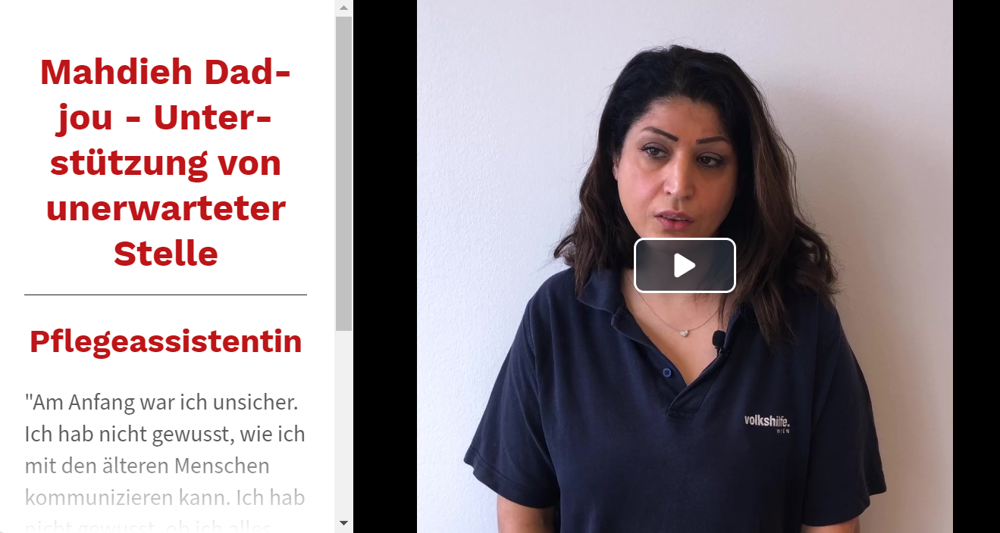 Mahdieh Dad-
jou - Unter-
stützung von
unerwarteter
Stelle
Pflegeassistentin
"Am Anfang war ich unsicher.
Ich hab nicht gewusst, wie ich
mit den älteren Menschen
kommunizieren kann. Ich hab
nicht gewusst, ob ich alles
volkshilfe.
WIEN